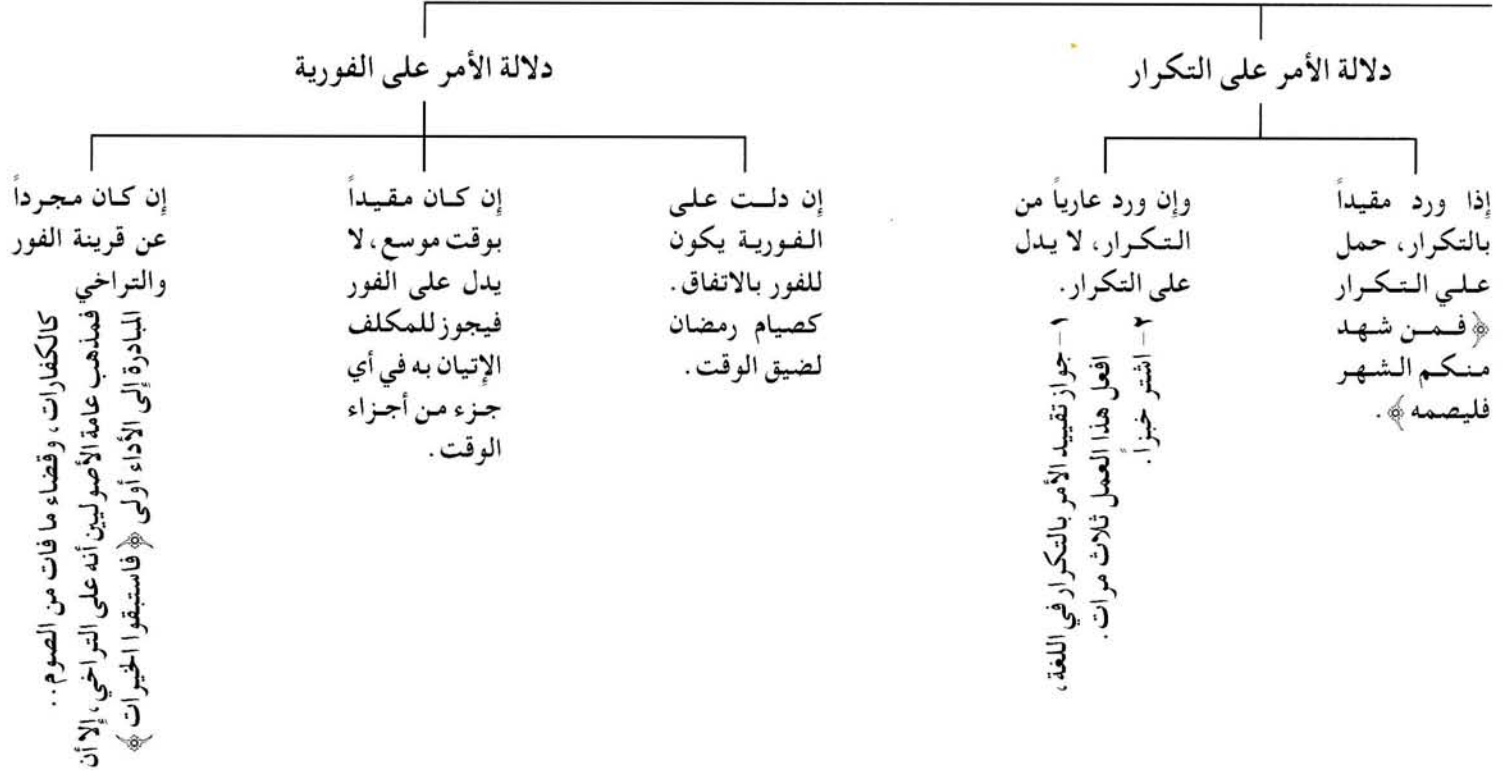 دلالة الأمر على التكرار
إذا ورد مقيداً
بالتكرار، حمل
علي التكرار
﴿ فمن شهد
منكم الشهر
فليصمه ﴾.
وإن ورد عارياً من
التكرار، لا يدل
على التكرار.
١ – جواز تقييد الأمر بالتكرار في اللغة،
افعل هذا العمل ثلاث مرات.
٢ – اشتر خبزاً.
دلالة الأمر على الفورية
إن دلت على
الفورية يكون
للفور بالاتفاق.
كصيام رمضان
لضيق الوقت.
إن كان مقيداً
بوقت موسع، لا
يدل على الفور
فيجوز للمكلف
الإتيان به في أي
جزء من أجزاء
الوقت.
إن كان مجرداً
عن قرينة الفور
والتراخي
كالكفارات، وقضاء ما فات من الصوم...
فمذهب عامة الأصوليين أنه على التراخي، إلا أن
المبادرة إلى الأداء أولى ﴿ فاستبقوا الخيرات ﴾